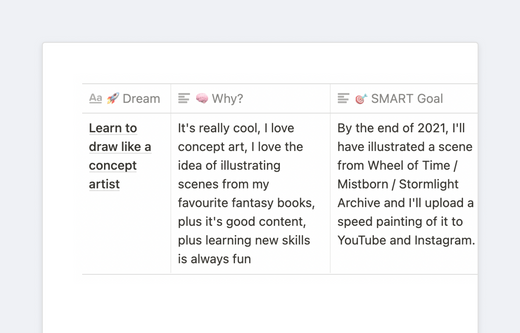 Aa 🚀 Dream
🧠 Why?
🎯 SMART Goal
Learn to
draw like a
concept
artist
It's really cool, I love
concept art, I love the
idea of illustrating
scenes from my
favourite fantasy books,
plus it's good content,
plus learning new skills
is always fun
By the end of 2021, I'll
have illustrated a scene
from Wheel of Time /
Mistborn / Stormlight
Archive and I'll upload a
speed painting of it to
YouTube and Instagram.